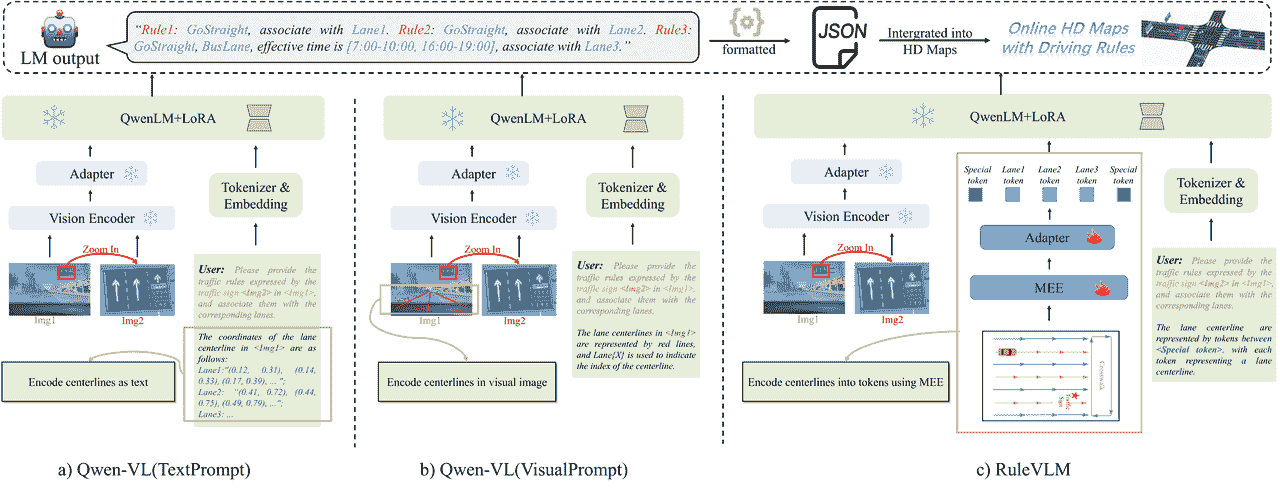 LM output
“Rule1: GoStraight, associate with Lane1. Rule2: GoStraight, associate with Lane2. Rule3:
GoStraight, BusLane, effective time is [7:00-10:00, 16:00-19:00], associate with Lane3.”
formatted
JSON
Intergrated into
HD Maps
Online HD Maps
with Driving Rules
QwenLM+LoRA
Adapter
Vision Encoder
Tokenizer &
Embedding
Zoom In
Img1
Img2
User: Please provide the
traffic rules expressed by the
traffic sign <Img2> in <Img1>,
and associate them with the
corresponding lanes.
The coordinates of the lane
centerline in <Img1> are as
follows:
Lane1:"(0.12, 0.31), (0.14,
0.33), (0.17, 0.39), ... ";
Lane2: "(0.41, 0.72), (0.44,
0.75), (0.49, 0.79), ...";
Lane3: ...
Encode centerlines as text
a) Qwen-VL(TextPrompt)
QwenLM+LoRA
Adapter
Vision Encoder
Tokenizer &
Embedding
Zoom In
Img1
Img2
User: Please provide the
traffic rules expressed by the
traffic sign <Img2> in <Img1>,
and associate them with the
corresponding lanes.
The lane centerlines in <Img1>
are represented by red lines,
and Lane{X} is used to indicate
the index of the centerline.
Encode centerlines in visual image
b) Qwen-VL(VisualPrompt)
QwenLM+LoRA
Adapter
Vision Encoder
Zoom In
Img1
Img2
Encode centerlines into tokens using MEE
Special
token
Lane1
token
Lane2
token
Lane3
token
Special
token
Adapter
MEE
Traffic
Sign
Centerline
Tokenizer &
Embedding
User: Please provide the
traffic rules expressed by the
traffic sign <Img2> in <Img1>,
and associate them with the
corresponding lanes.
The lane centerline are
represented by tokens between
<Special token>. with each
token representing a lane
centerline.
c) RuleVLM